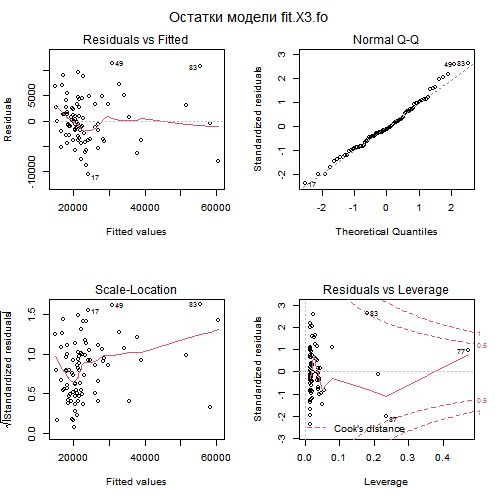 Остатки модели fit.X3.fo
Residuals vs Fitted
Residuals
-10000 0 5000
49
83
17
20000 40000 60000
Fitted values
Normal Q-Q
Standardized residuals
-2 -1 0 1 2 3
49 83
17
-2 -1 0 1 2
Theoretical Quantiles
Scale-Location
√|Standardized residuals|
0.0 0.5 1.0 1.5
49
83
17
20000 40000 60000
Fitted values
Residuals vs Leverage
Standardized residuals
-3 -2 -1 0 1 2 3
83
77
87
1
0.5
0.5
1
Cook's distance
0.0 0.1 0.2 0.3 0.4
Leverage